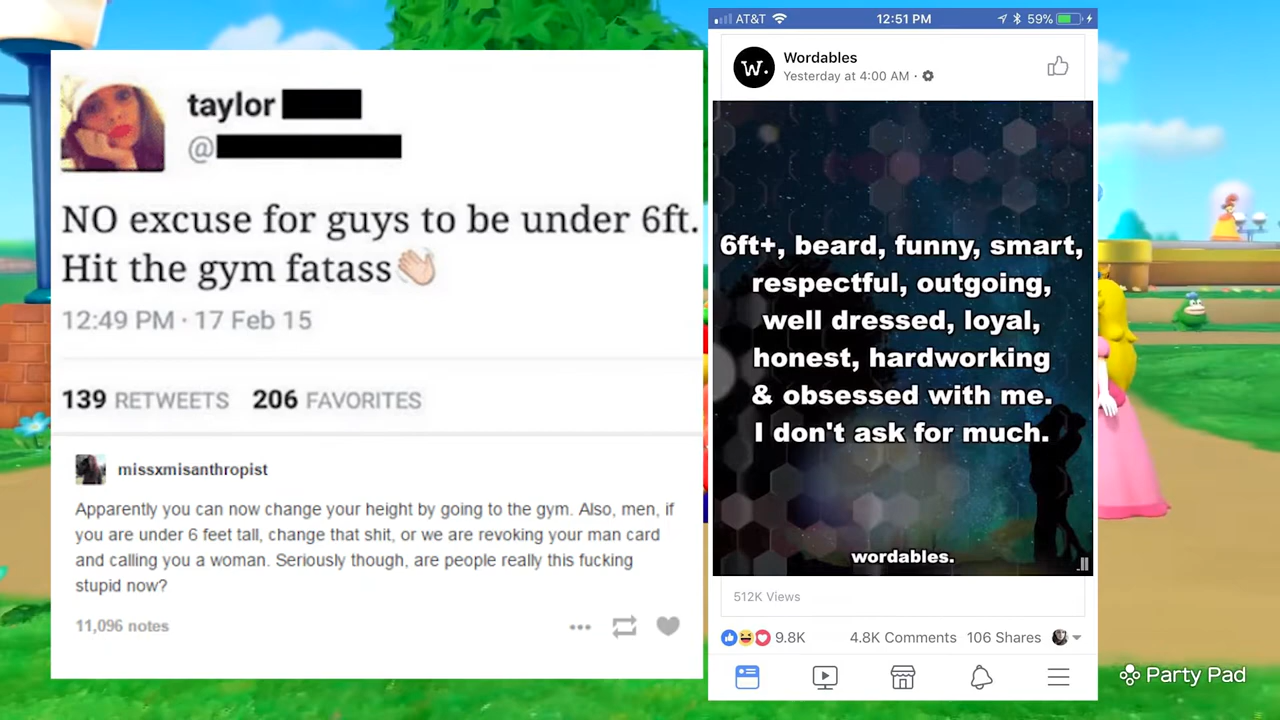 taylor
@
NO excuse for guys to be under 6ft.
Hit the gym fatass👋
12:49 PM · 17 Feb 15
139 RETWEETS 206 FAVORITES
missxmisanthropist
Apparently you can now change your height by going to the gym. Also, men, if
you are under 6 feet tall, change that shit, or we are revoking your man card
and calling you a woman. Seriously though, are people really this fucking
stupid now?
11,096 notes
AT&T 12:51 PM 59%
W. Wordables
Yesterday at 4:00 AM ·
6ft+, beard, funny, smart,
respectful, outgoing,
well dressed, loyal,
honest, hardworking
& obsessed with me.
I don't ask for much.
wordables.
512K Views
9.8K 4.8K Comments 106 Shares
Party Pad